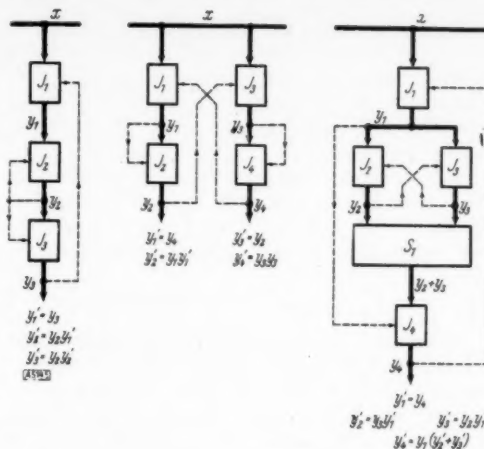 x
J₁
y₁
J₂
y₂
J₃
y₃
y₁'=y₃
y₂'=y₂y₁'
y₃'=y₂y₂'
x
J₁
J₃
y₁
y₃
J₂
J₄
y₂
y₄
y₁'=y₄
y₃'=y₂
y₂'=y₁y₁'
y₄'=y₃y₃'
x
J₁
y₁
J₂
J₃
y₂
y₃
S₁
y₂+y₃
J₄
y₄
y₁'=y₄
y₂'=y₃y₁'
y₃'=y₂y₁
y₄'=y₁(y₂'+y₃')